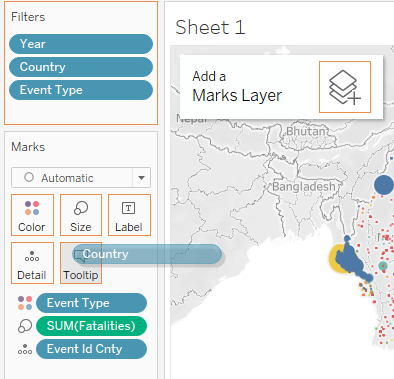 Filters
Year
Country
Event Type
Marks
Automatic
Color
Size
Label
Detail
Tooltip
Country
Event Type
SUM(Fatalities)
Event Id Cnty
Sheet 1
Add a
Marks Layer
Nepal
Bhutan
Bangladesh